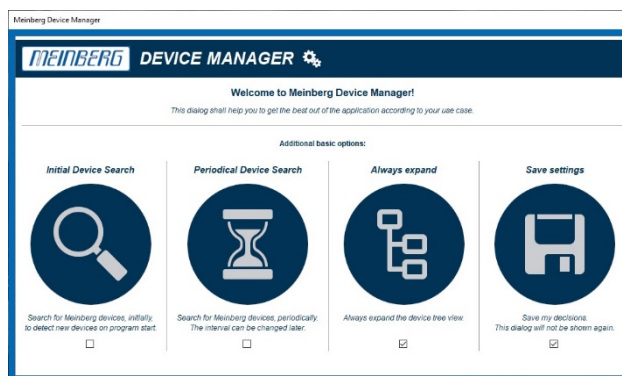 Meinberg Device Manager
MEINBERG DEVICE MANAGER
Welcome to Meinberg Device Manager!
This dialog shall help you to get the best out of the application according to your use case.
Additional basic options:
Initial Device Search
Periodical Device Search
Always expand
Save settings
Search for Meinberg devices, initially,
to detect new devices on program start.
Search for Meinberg devices, periodically.
The interval can be changed later.
Always expand the device tree view.
Save my decisions.
This dialog will not be shown again.